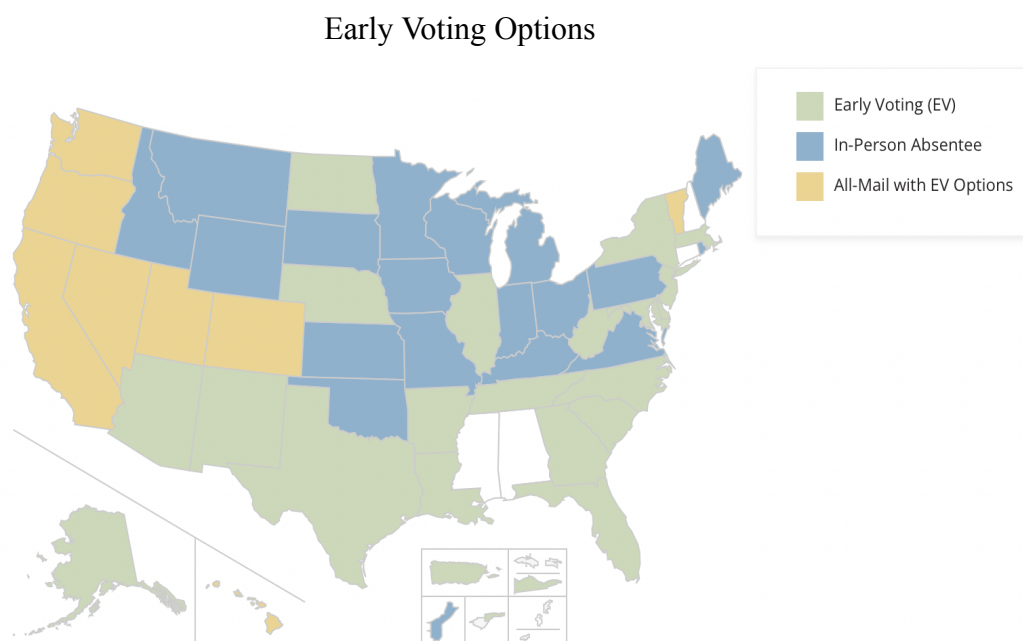 Early Voting Options
Early Voting (EV)
In-Person Absentee
All-Mail with EV Options